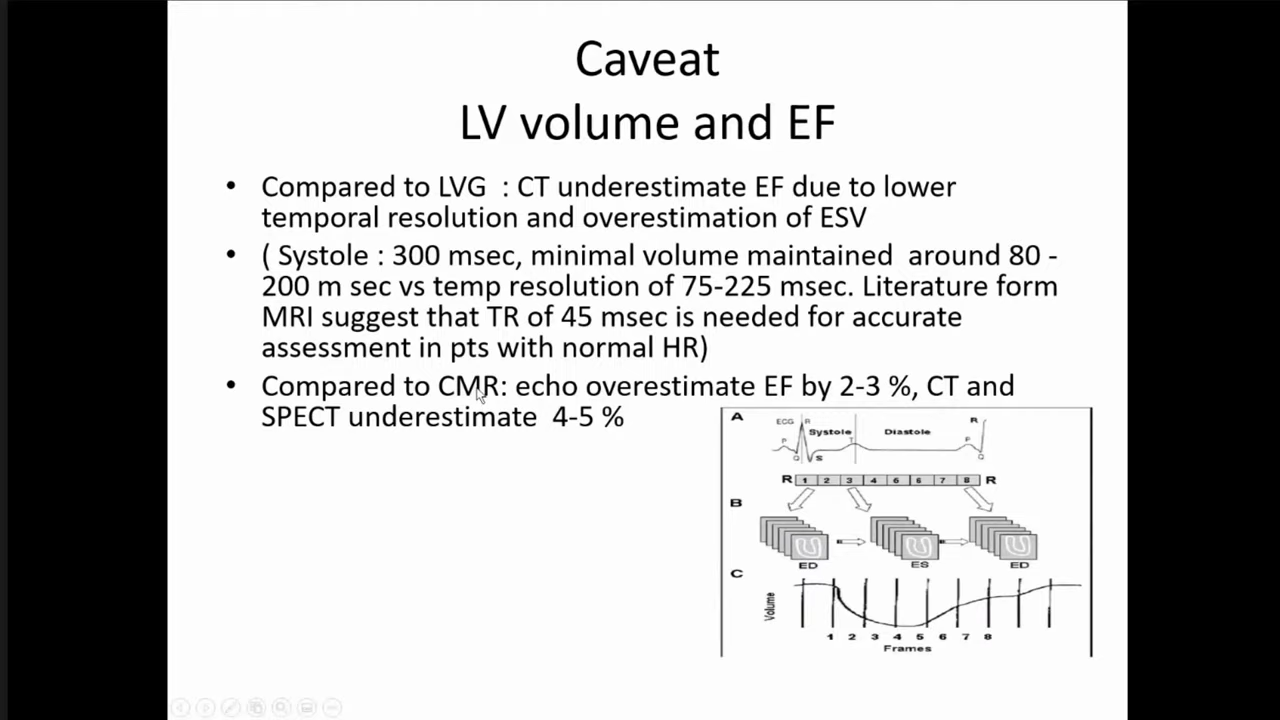 Caveat
LV volume and EF
• Compared to LVG : CT underestimate EF due to lower
temporal resolution and overestimation of ESV
• ( Systole : 300 msec, minimal volume maintained around 80 -
200 m sec vs temp resolution of 75-225 msec. Literature form
MRI suggest that TR of 45 msec is needed for accurate
assessment in pts with normal HR)
• Compared to CMR: echo overestimate EF by 2-3 %, CT and
SPECT underestimate 4-5 %
A
ECG R R
Systole Diastole
P T P
Q S Q
R 1 2 3 4 5 6 7 8 R
B
ED ES ED
C
Volume
1 2 3 4 5 6 7 8
Frames